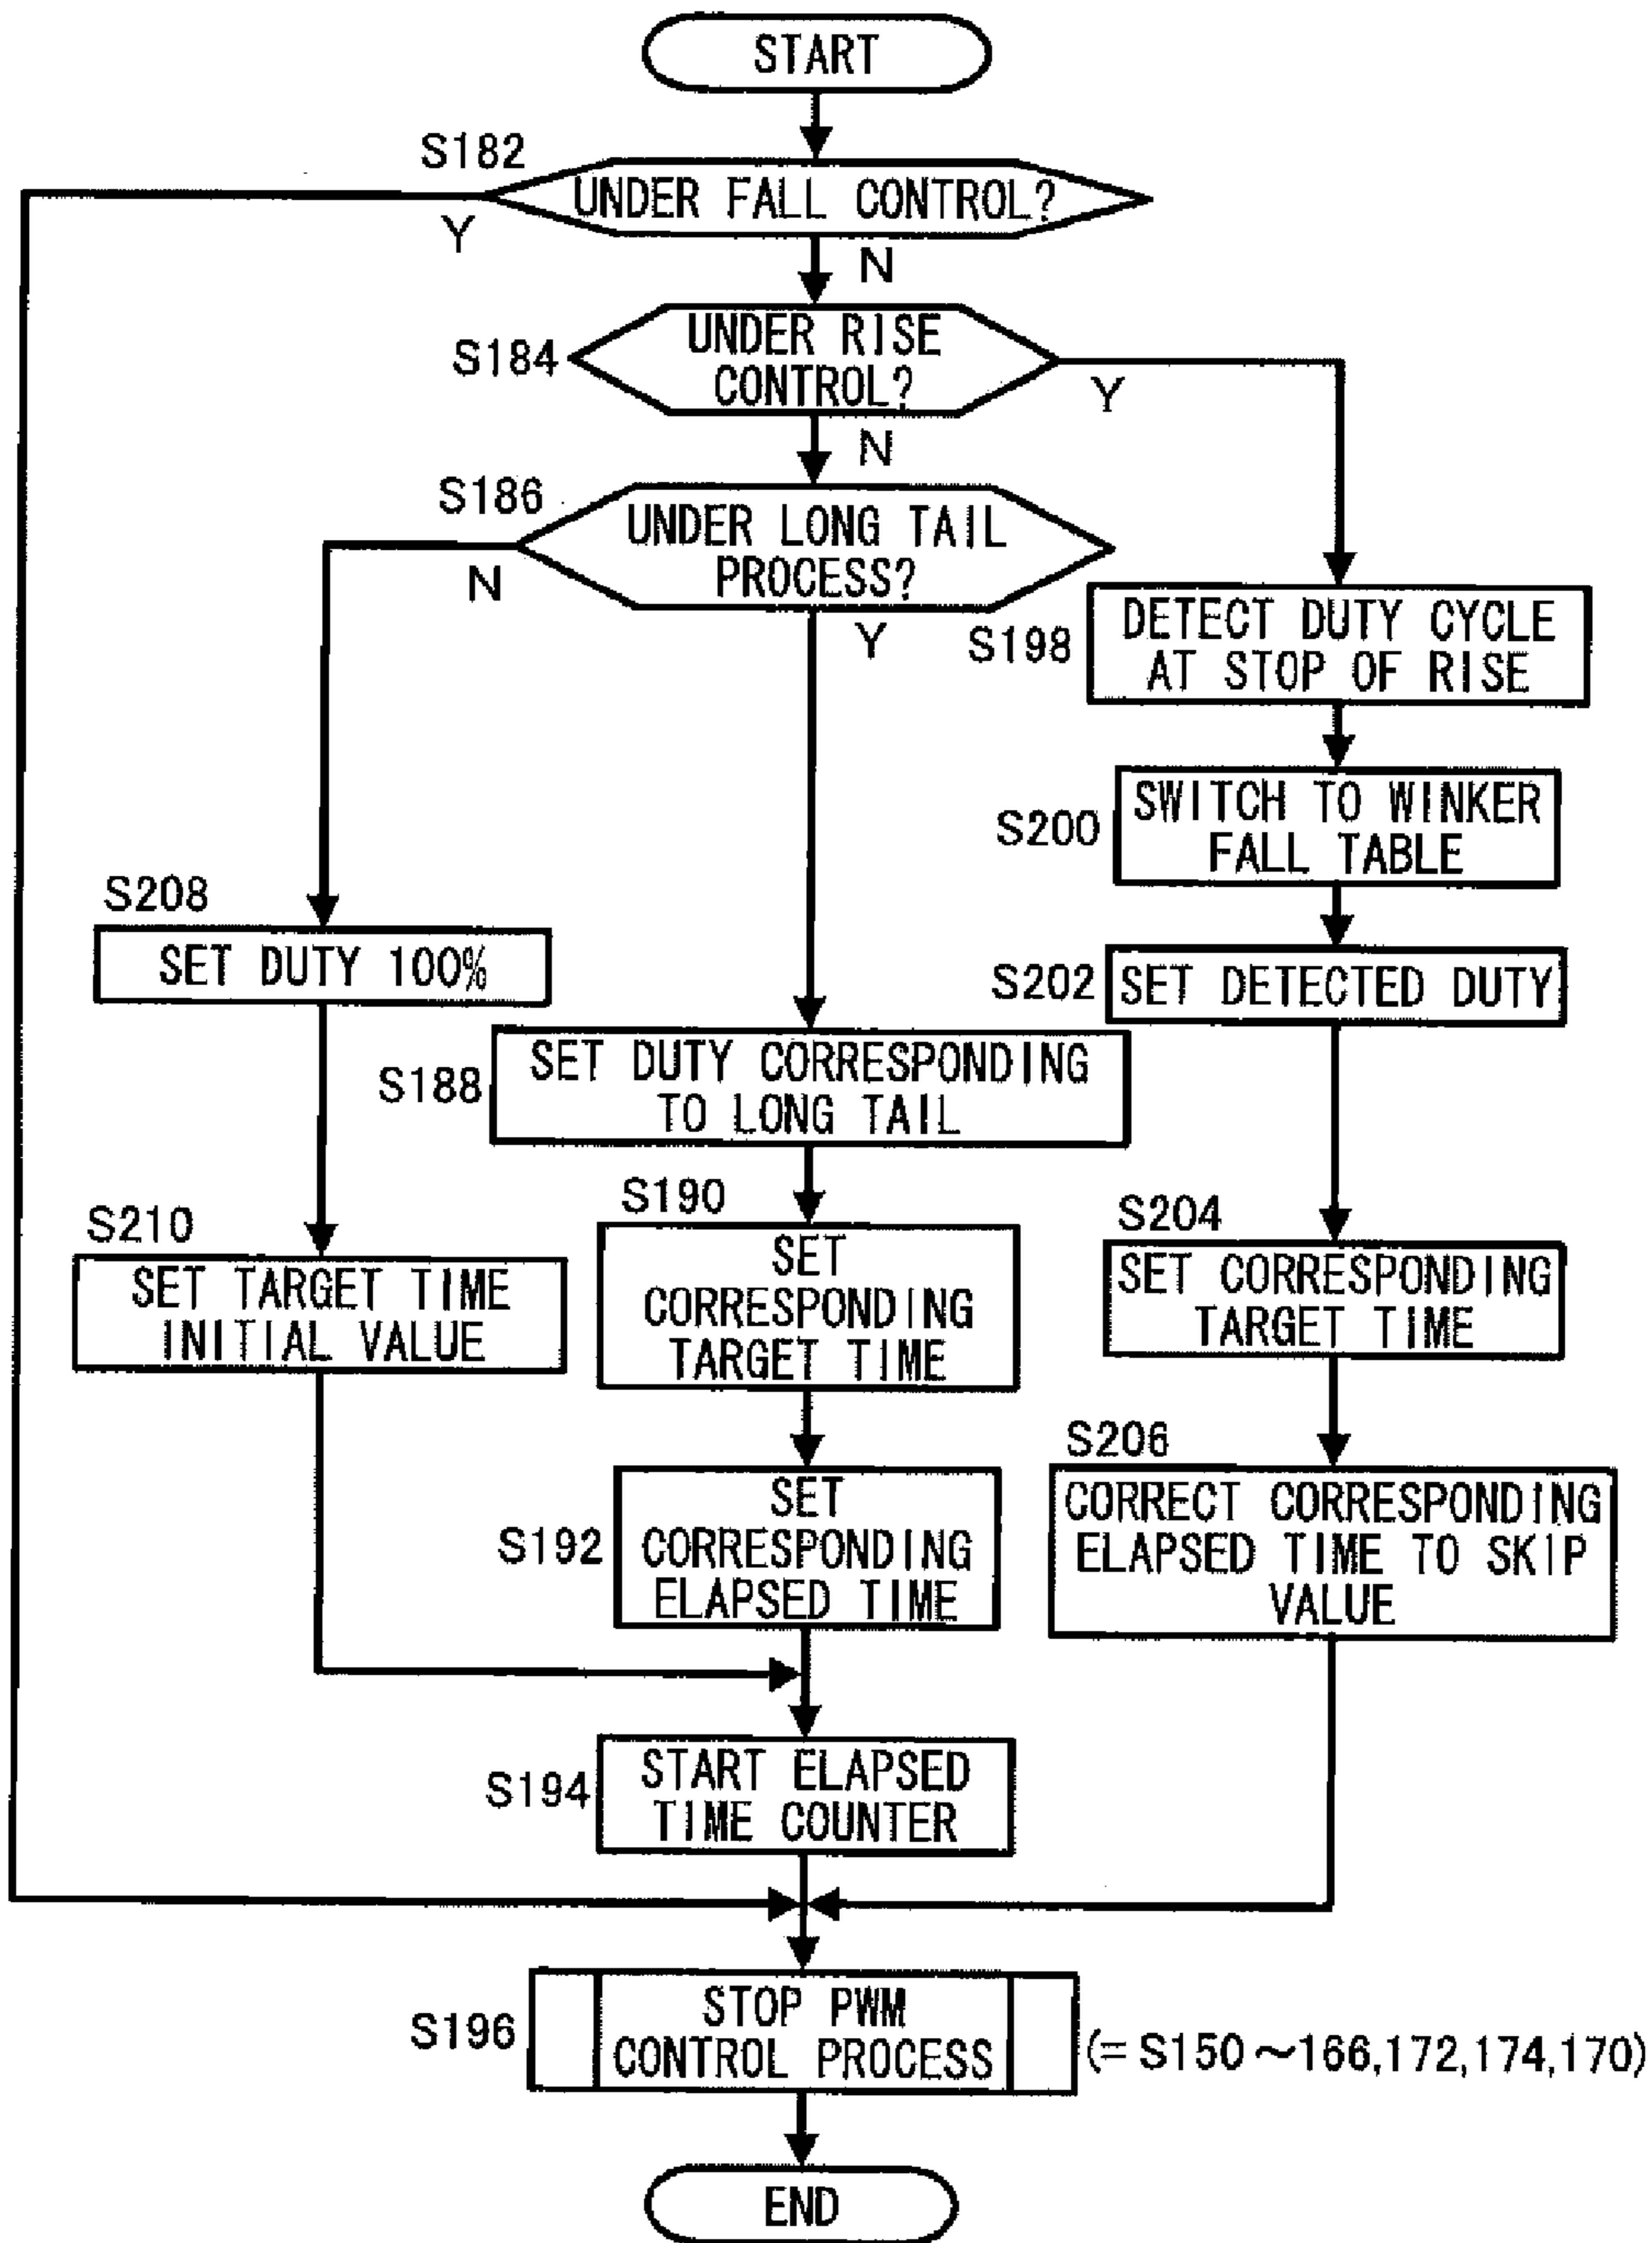 START
S182
UNDER FALL CONTROL?
Y
N
S184
UNDER RISE
CONTROL?
Y
N
S186
UNDER LONG TAIL
PROCESS?
N
Y
S198
DETECT DUTY CYCLE
AT STOP OF RISE
S200
SWITCH TO WINKER
FALL TABLE
S208
SET DUTY 100%
S202
SET DETECTED DUTY
S188
SET DUTY CORRESPONDING
TO LONG TAIL
S210
SET TARGET TIME
INITIAL VALUE
S190
SET
CORRESPONDING
TARGET TIME
S204
SET CORRESPONDING
TARGET TIME
S192
SET
CORRESPONDING
ELAPSED TIME
S206
CORRECT CORRESPONDING
ELAPSED TIME TO SKIP
VALUE
S194
START ELAPSED
TIME COUNTER
S196
STOP PWM
CONTROL PROCESS
(= S150~166,172,174,170)
END